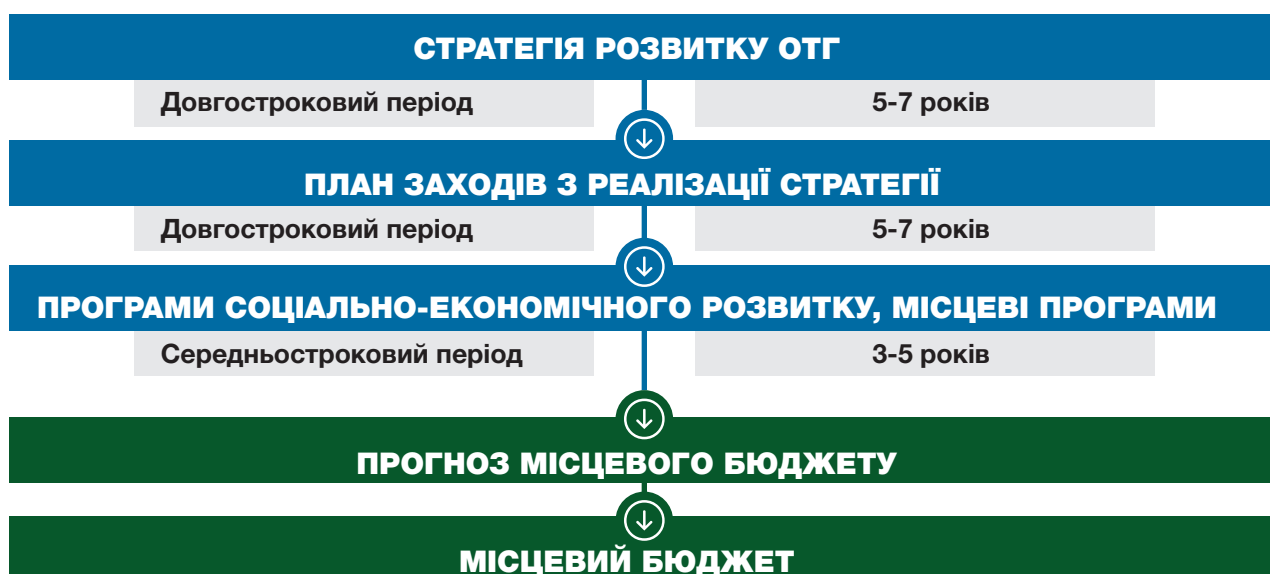 СТРАТЕГІЯ РОЗВИТКУ ОТГ
Довгостроковий період 5-7 років
ПЛАН ЗАХОДІВ З РЕАЛІЗАЦІЇ СТРАТЕГІЇ
Довгостроковий період 5-7 років
ПРОГРАМИ СОЦІАЛЬНО-ЕКОНОМІЧНОГО РОЗВИТКУ, МІСЦЕВІ ПРОГРАМИ
Середньостроковий період 3-5 років
ПРОГНОЗ МІСЦЕВОГО БЮДЖЕТУ
МІСЦЕВИЙ БЮДЖЕТ